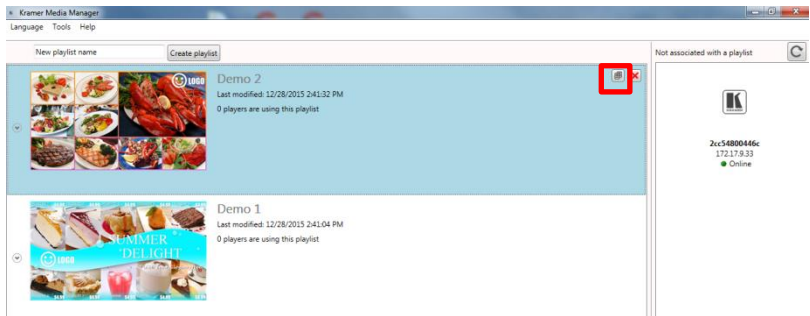 Kramer Media Manager
Language Tools Help
New playlist name Create playlist
Not associated with a playlist
Demo 2
Last modified: 12/28/2015 2:41:32 PM
0 players are using this playlist
LOGO
2cc54800446c
172.17.9.33
Online
Demo 1
Last modified: 12/28/2015 2:41:04 PM
0 players are using this playlist
SUMMER
DELIGHT
LOGO